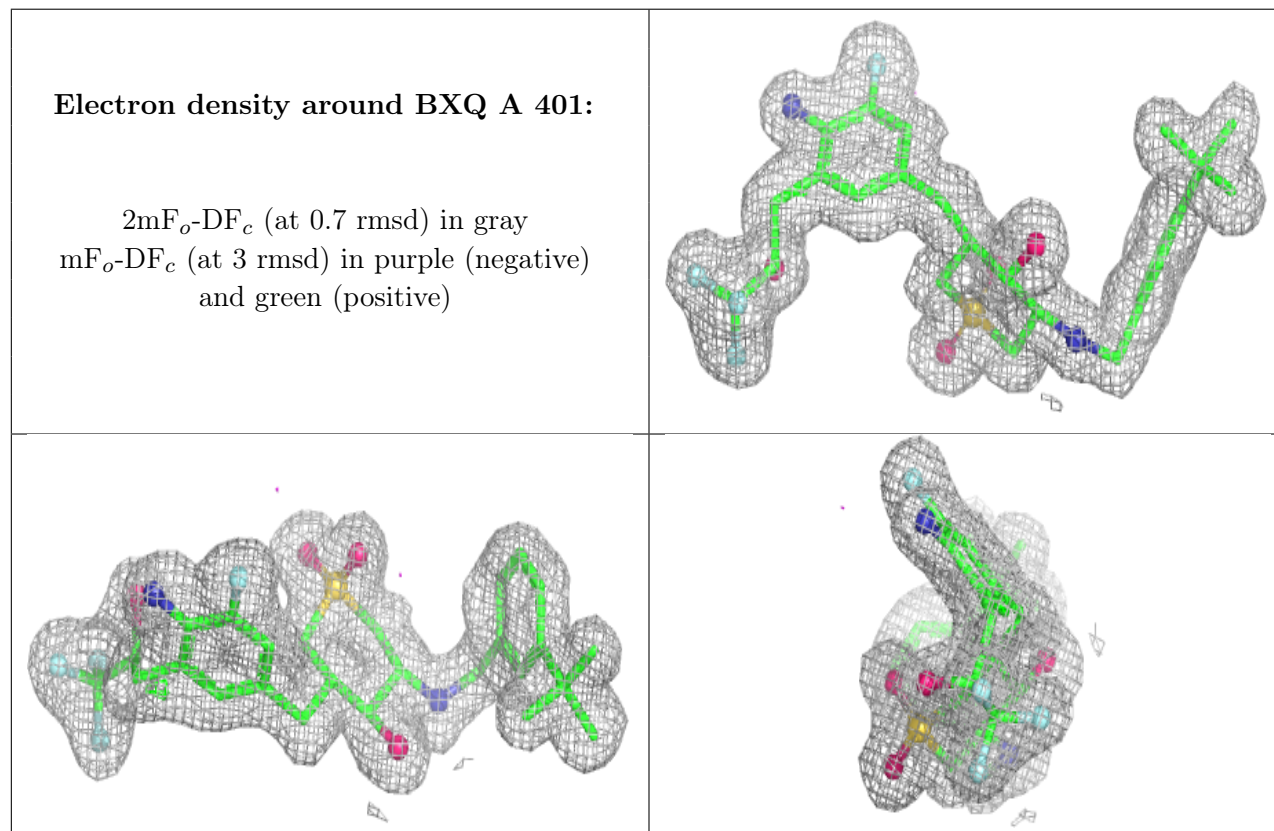 Electron density around BXQ A 401:
2mFo-DFc (at 0.7 rmsd) in gray
mFo-DFc (at 3 rmsd) in purple (negative)
and green (positive)